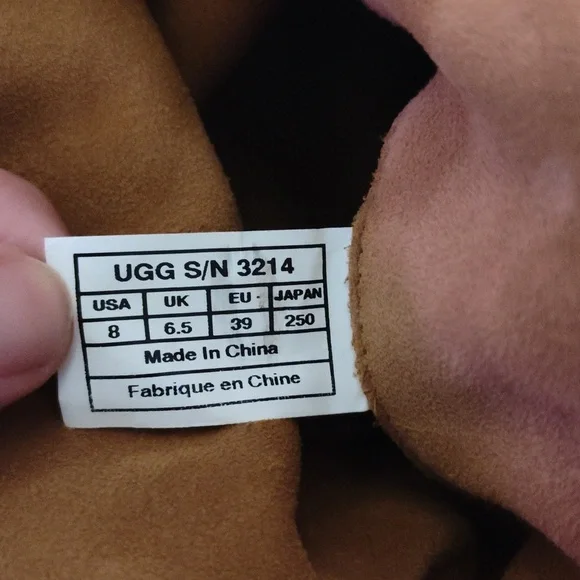 UGG S/N 3214
USA UK EU JAPAN
8 6.5 39 250
Made In China
Fabrique en Chine